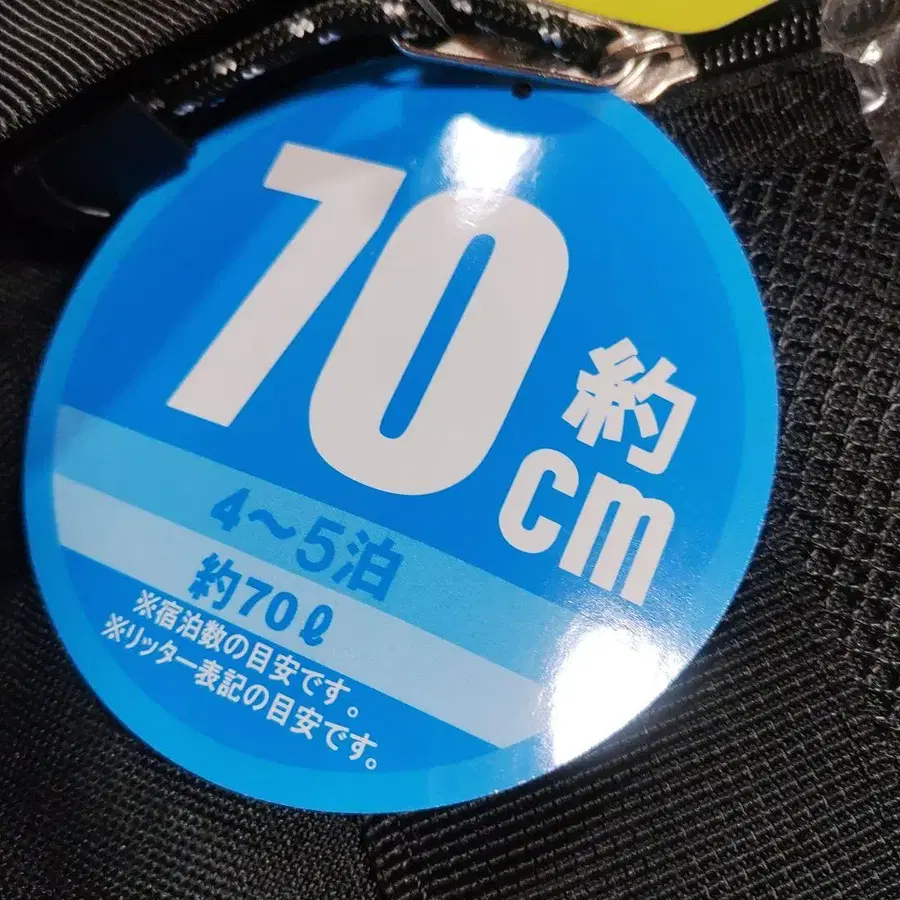 70
約
cm
4～5泊
約70ℓ
※宿泊数の目安です。
※リッター表記の目安です。